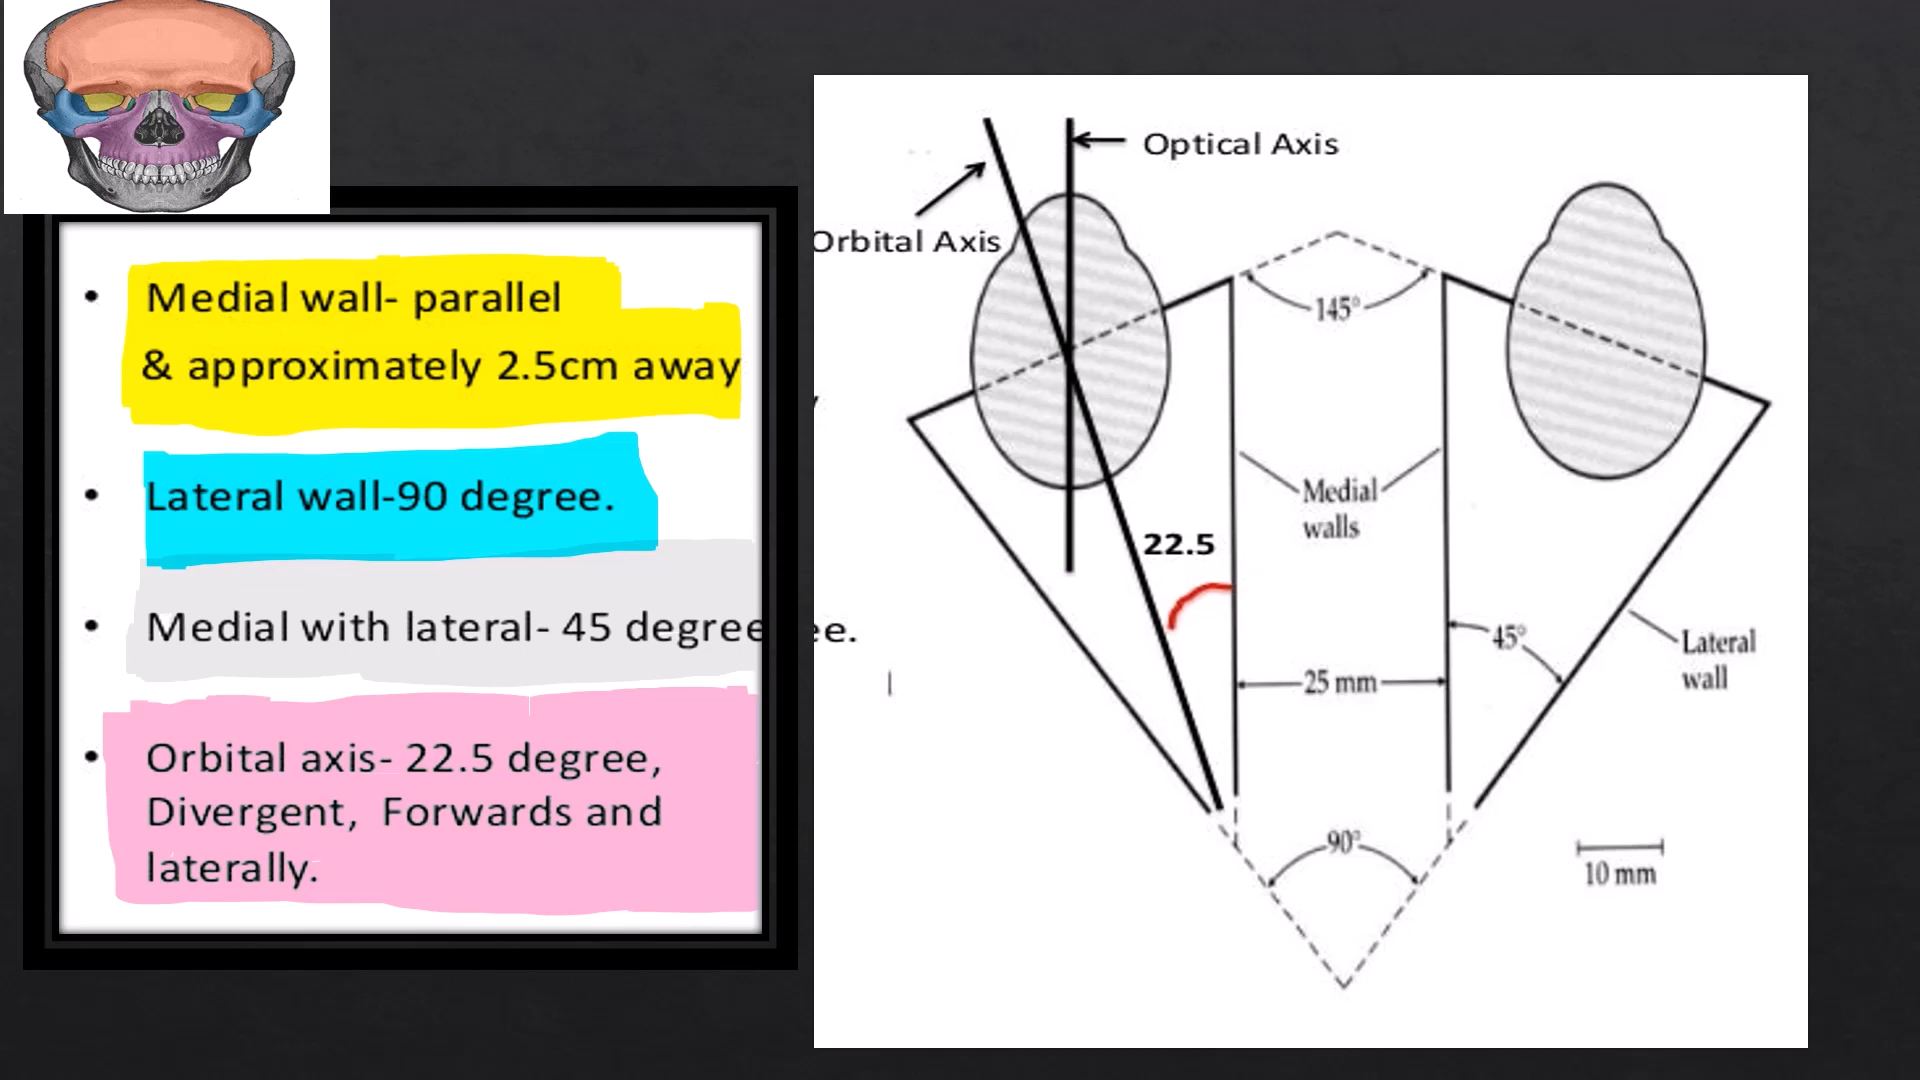 • Medial wall- parallel
& approximately 2.5cm away
• Lateral wall-90 degree.
• Medial with lateral- 45 degree
ee.
• Orbital axis- 22.5 degree,
Divergent, Forwards and
laterally.
Optical Axis
Orbital Axis
145°
Medial
walls
22.5
45°
Lateral
wall
25 mm
90°
10 mm